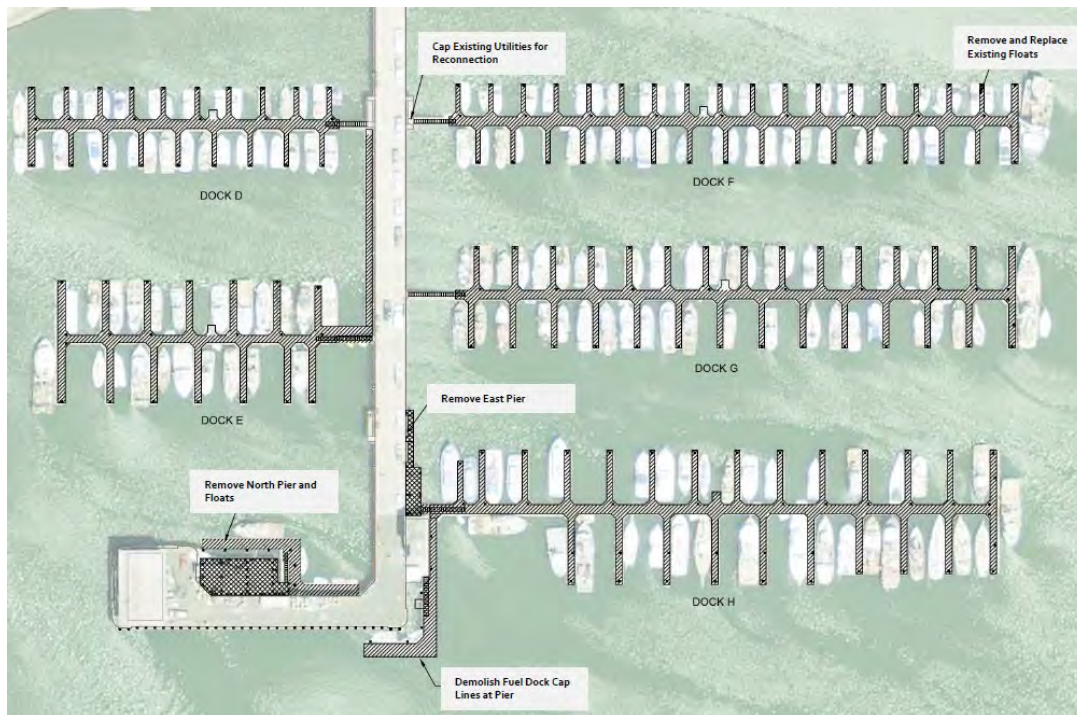 Cap Existing Utilities for
Reconnection
Remove and Replace
Existing Floats
DOCK D
DOCK F
DOCK G
DOCK E
Remove East Pier
Remove North Pier and
Floats
DOCK H
Demolish Fuel Dock Cap
Lines at Pier